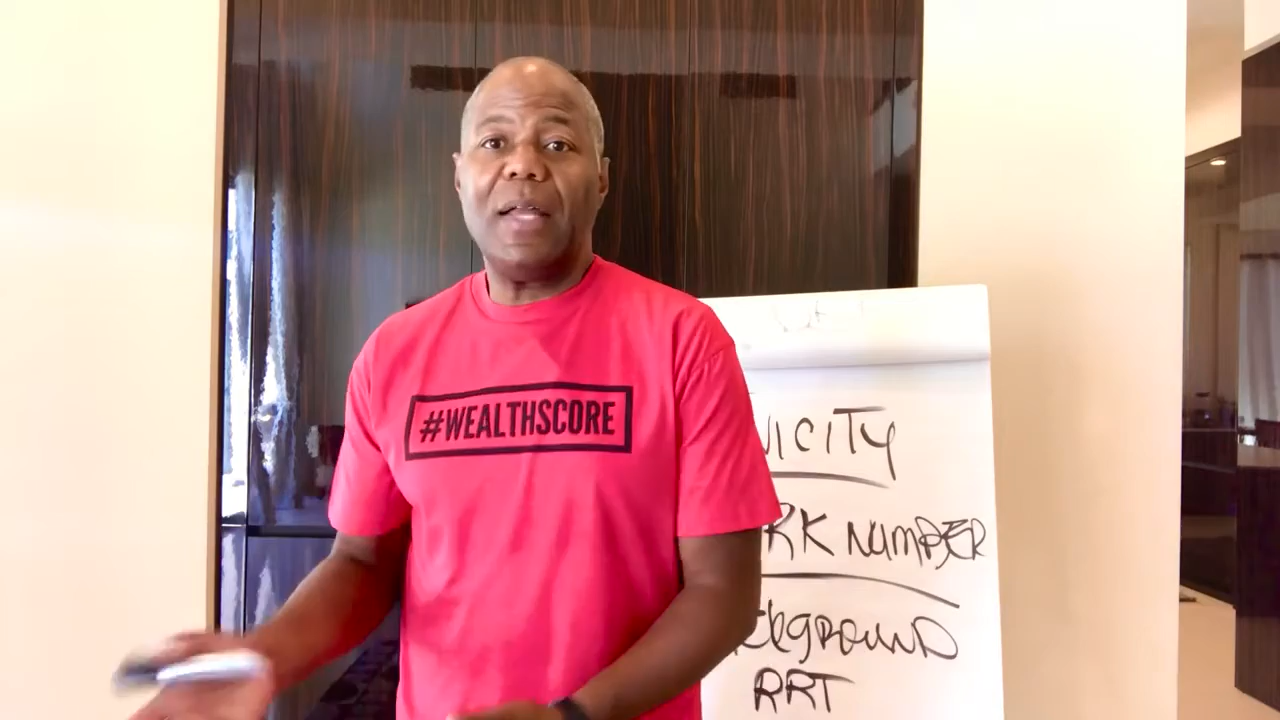 #WEALTHSCORE
ICITY
RK NUMBER
ckgROUND
RRT